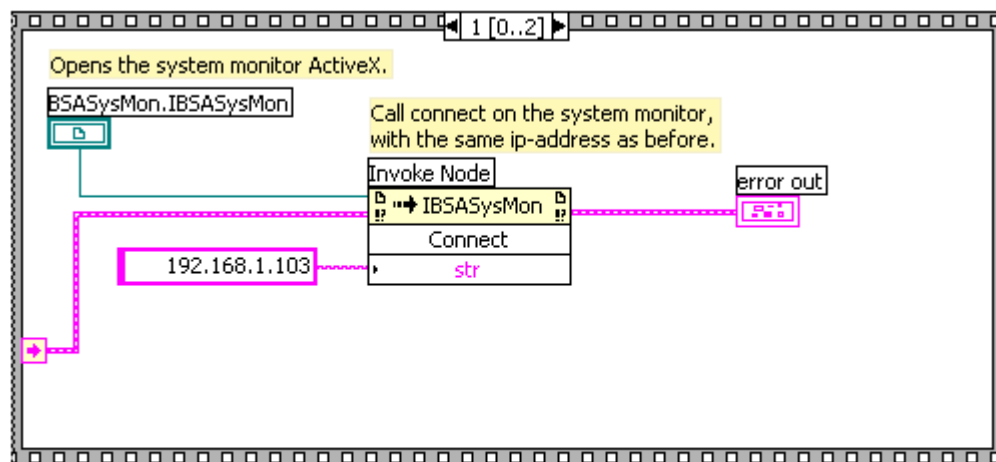 1 [0..2]
Opens the system monitor ActiveX.
BSASysMon.IBSASysMon
Call connect on the system monitor,
with the same ip-address as before.
Invoke Node
IBSASysMon
error out
Connect
192.168.1.103
str